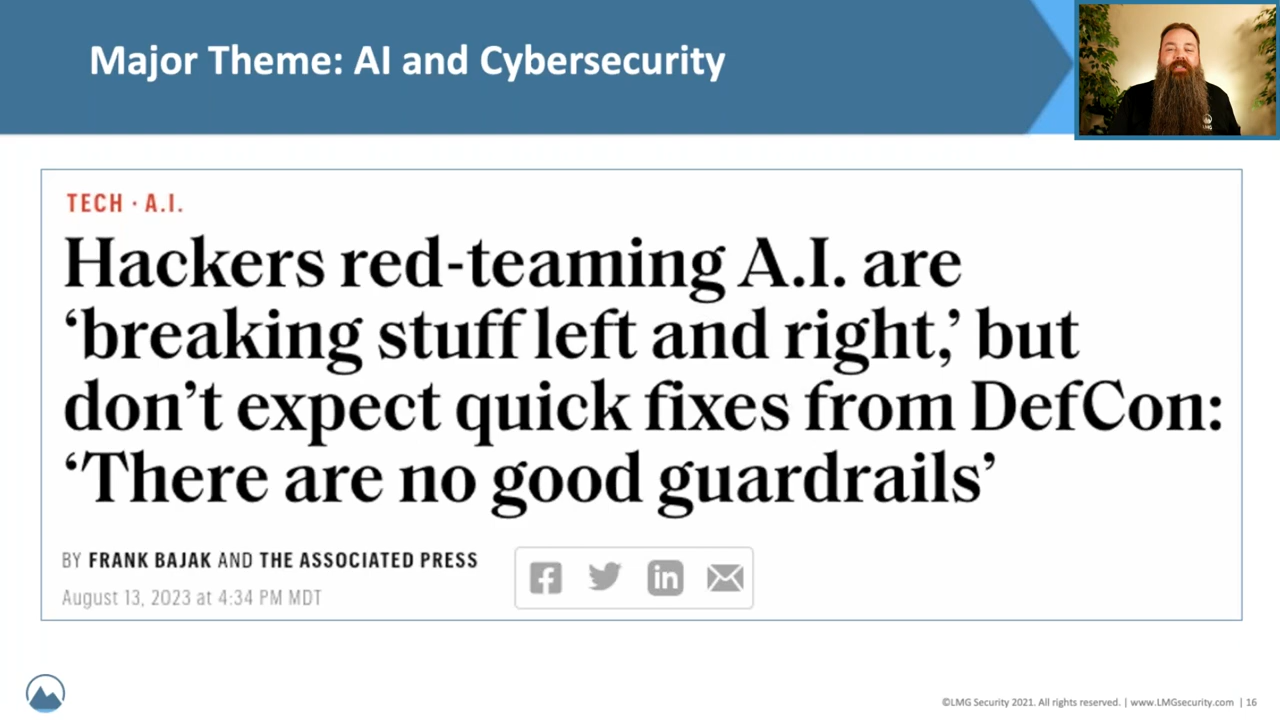 Major Theme: AI and Cybersecurity
TECH · A.I.
Hackers red-teaming A.I. are
‘breaking stuff left and right,’ but
don’t expect quick fixes from DefCon:
‘There are no good guardrails’
BY FRANK BAJAK AND THE ASSOCIATED PRESS
August 13, 2023 at 4:34 PM MDT
©LMG Security 2021. All rights reserved. | www.LMGsecurity.com | 16
LMG